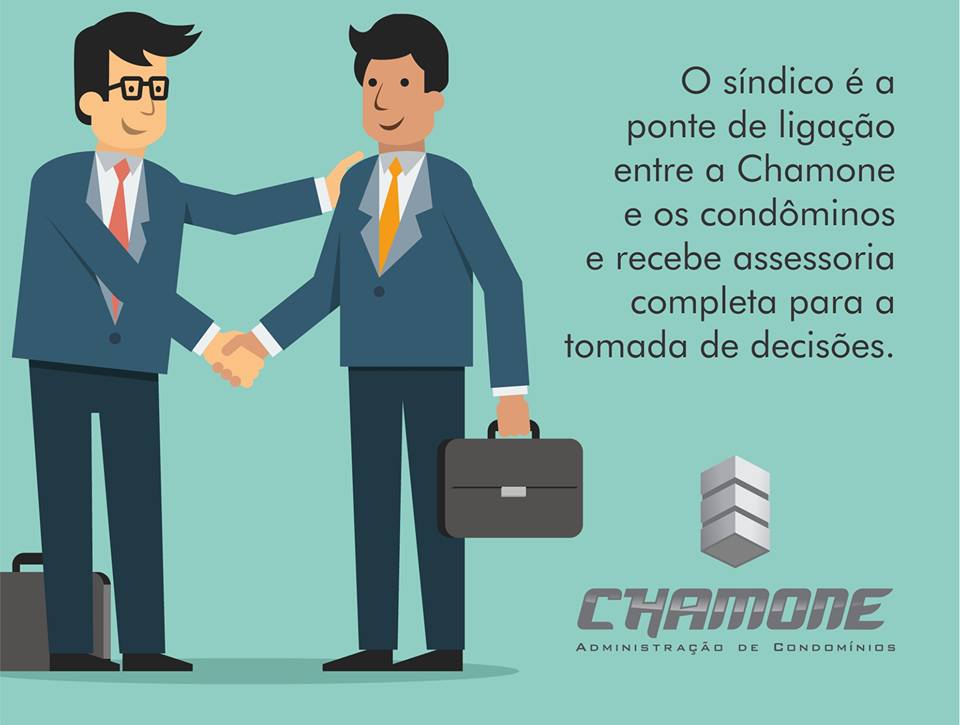 O síndico é a
ponte de ligação
entre a Chamone
e os condôminos
e recebe assessoria
completa para a
tomada de decisões.
CHAMONE
ADMINISTRAÇÃO DE CONDOMÍNIOS